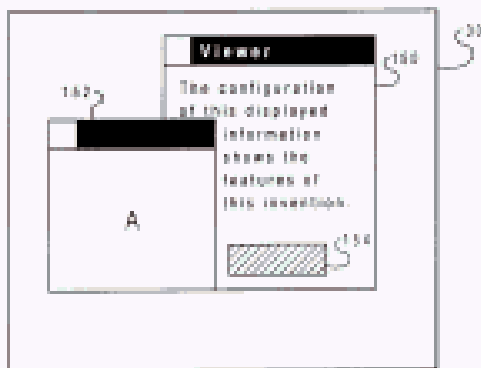 Viewer
The configuration
of this displayed
information
shows the
features of
this invention.
A